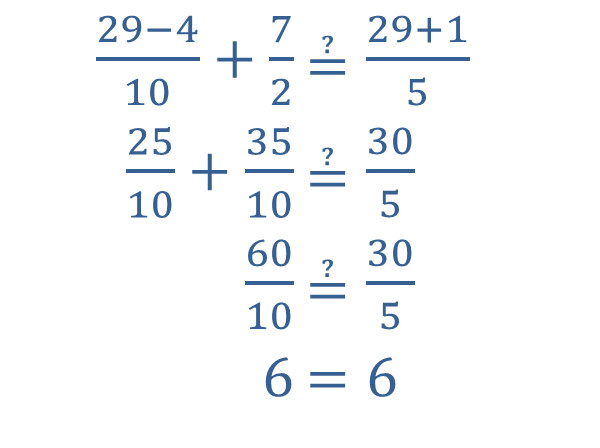 29−4/10 + 7/2 ≟ 29+1/5
25/10 + 35/10 ≟ 30/5
60/10 ≟ 30/5
6 = 6